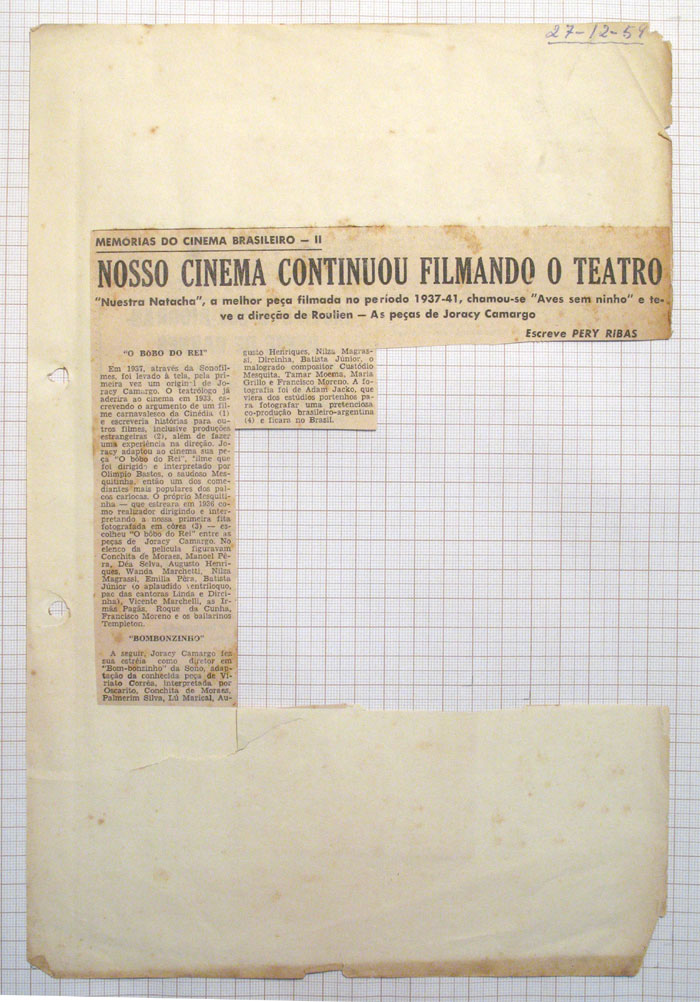 27-12-59
MEMÓRIAS DO CINEMA BRASILEIRO — II
NOSSO CINEMA CONTINUOU FILMANDO O TEATRO
"Nuestra Natacha", a melhor peça filmada no período 1937-41, chamou-se "Aves sem ninho" e te-
ve a direção de Roulien — As peças de Joracy Camargo
Escreve PERY RIBAS
"O BÔBO DO REI"
Em 1937, através da Sonofil-
mes, foi levado à tela, pela pri-
meira vez um original de Jo-
racy Camargo. O teatrólogo já
aderira ao cinema em 1933, es-
crevendo o argumento de um fil-
me carnavalesco da Cinédia (1)
e escreveria histórias para ou-
tros filmes, inclusive produções
estrangeiras (2), além de fazer
uma experiência na direção. Jo-
racy adaptou ao cinema sua pe-
ça "O bôbo do Rei", filme que
foi dirigido e interpretado por
Olimpio Bastos, o saudoso Mes-
quitinha, então um dos come-
diantes mais populares dos pal-
cos cariocas. O próprio Mesquiti-
nha — que estreara em 1936 co-
mo realizador dirigindo e inter-
pretando a nossa primeira fita
fotografada em côres (3) — es-
colheu "O bôbo do Rei" entre as
peças de Joracy Camargo. No
elenco da película figuravam
Conchita de Moraes, Manoel Pê-
ra, Déa Selva, Augusto Henri-
ques, Wanda Marchetti, Nilza
Magrassi, Emilia Pêra, Batista
Júnior (o aplaudido ventríloquo,
pae das cantoras Linda e Dirci-
nha), Vicente Marchelli, as Ir-
mãs Pagãs, Roque da Cunha,
Francisco Moreno e os bailarinos
Templeton.
"BOMBONZINHO"
A seguir, Joracy Camargo fez
sua estréia como diretor em
"Bom-bonzinho" da Sono, adap-
tação da conhecida peça de Vi-
riato Corrêa, interpretada por
Oscarito, Conchita de Moraes,
Palmerim Silva, Lú Marical, Au-
gusto Henriques, Nilza Magras-
si, Dircinha, Batista Júnior, o
malogrado compositor Custódio
Mesquita, Tamar Moema, Maria
Grillo e Francisco Moreno. A fo-
tografia foi de Adam Jacko, que
viera dos estúdios portenhos pa-
ra fotografar uma pretenciosa
co-produção brasileiro-argentina
(4) e ficara no Brasil.